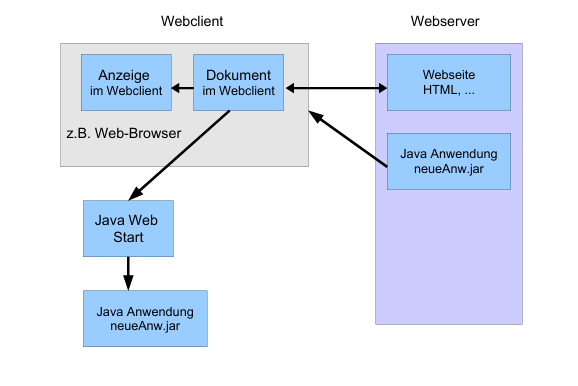 Webclient
Webserver
Anzeige
im Webclient
Dokument
im Webclient
Webseite
HTML, ...
z.B. Web-Browser
Java Anwendung
neueAnw.jar
Java Web
Start
Java Anwendung
neueAnw.jar